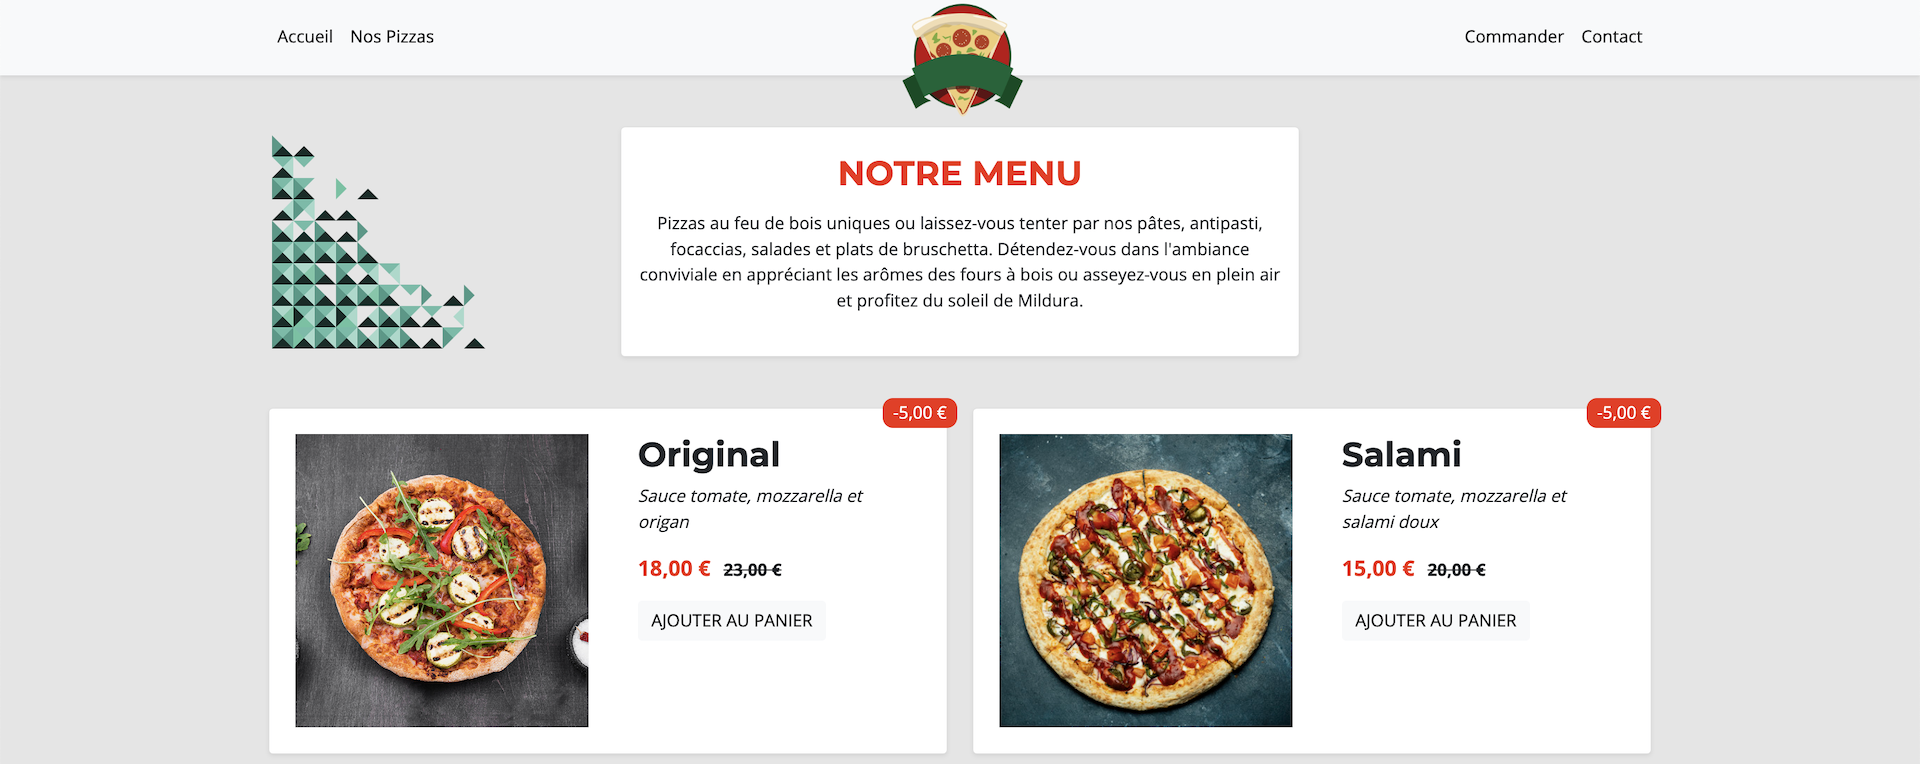 Accueil Nos Pizzas Commander Contact
NOTRE MENU
Pizzas au feu de bois uniques ou laissez-vous tenter par nos pâtes, antipasti,
focaccias, salades et plats de bruschetta. Détendez-vous dans l'ambiance
conviviale en appréciant les arômes des fours à bois ou asseyez-vous en plein air
et profitez du soleil de Mildura.
-5,00 €
Original
Sauce tomate, mozzarella et
origan
18,00 € 23,00 €
AJOUTER AU PANIER
-5,00 €
Salami
Sauce tomate, mozzarella et
salami doux
15,00 € 20,00 €
AJOUTER AU PANIER